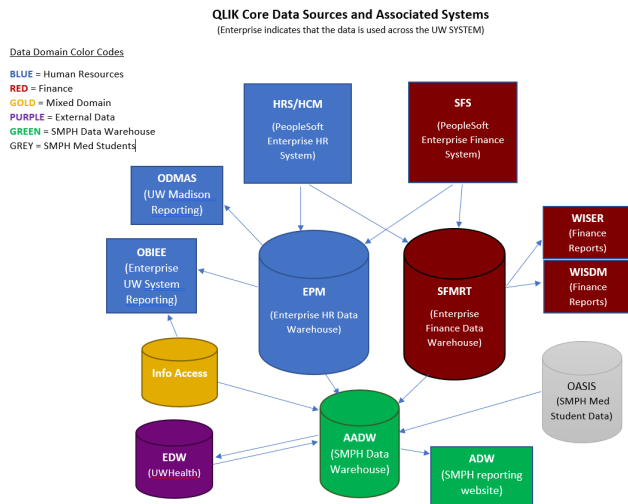 QLIK Core Data Sources and Associated Systems
(Enterprise indicates that the data is used across the UW SYSTEM)
Data Domain Color Codes
BLUE = Human Resources
RED = Finance
GOLD = Mixed Domain
PURPLE = External Data
GREEN = SMPH Data Warehouse
GREY = SMPH Med Students
HRS/HCM
(PeopleSoft
Enterprise HR
System)
SFS
(PeopleSoft
Enterprise Finance
System)
ODMAS
(UW Madison
Reporting)
OBIEE
(Enterprise
UW System
Reporting)
EPM
(Enterprise HR Data
Warehouse)
SFMRT
(Enterprise
Finance Data
Warehouse)
WISER
(Finance
Reports)
WISDM
(Finance
Reports)
Info Access
OASIS
(SMPH Med
Student Data)
EDW
(UWHealth)
AADW
(SMPH Data
Warehouse)
ADW
(SMPH reporting
website)